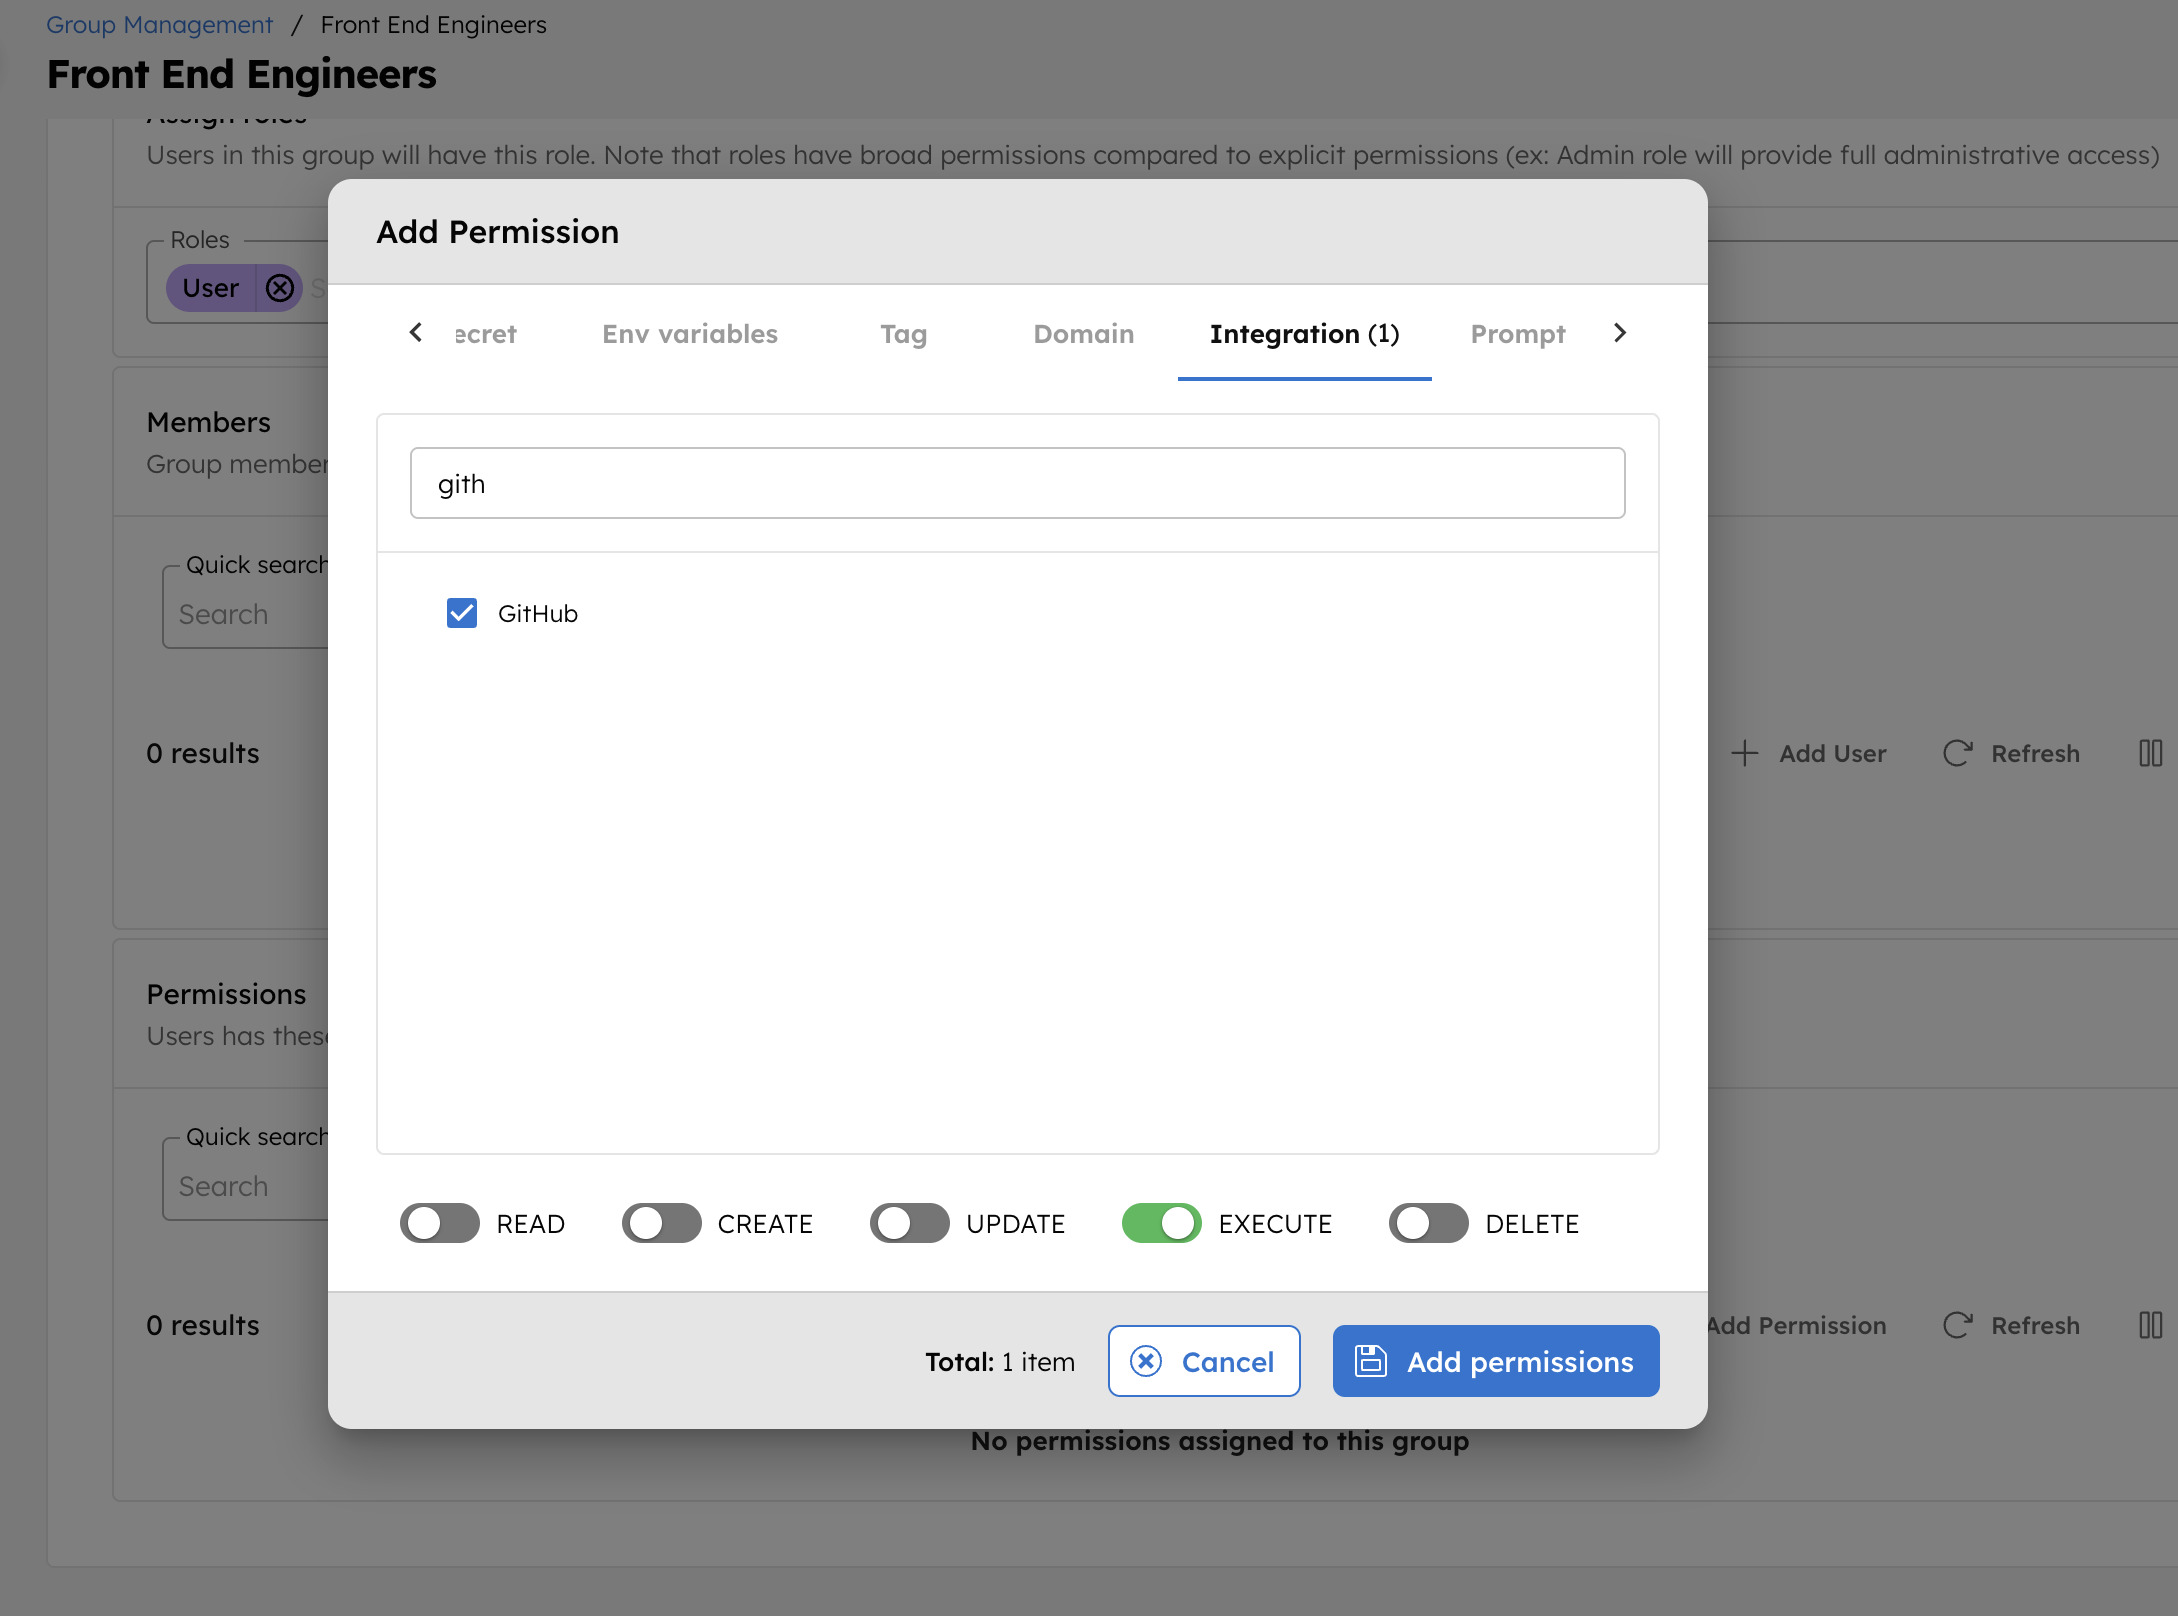 Group Management / Front End Engineers
Front End Engineers
Assign roles
Users in this group will have this role. Note that roles have broad permissions compared to explicit permissions (ex: Admin role will provide full administrative access)
Roles
User
Add Permission
ecret Env variables Tag Domain Integration (1) Prompt
gith
GitHub
Members
Group member
Quick search
Search
0 results
Add User Refresh
Permissions
Users has these
Quick search
Search
READ CREATE UPDATE EXECUTE DELETE
0 results
Add Permission Refresh
Total: 1 item Cancel Add permissions
No permissions assigned to this group